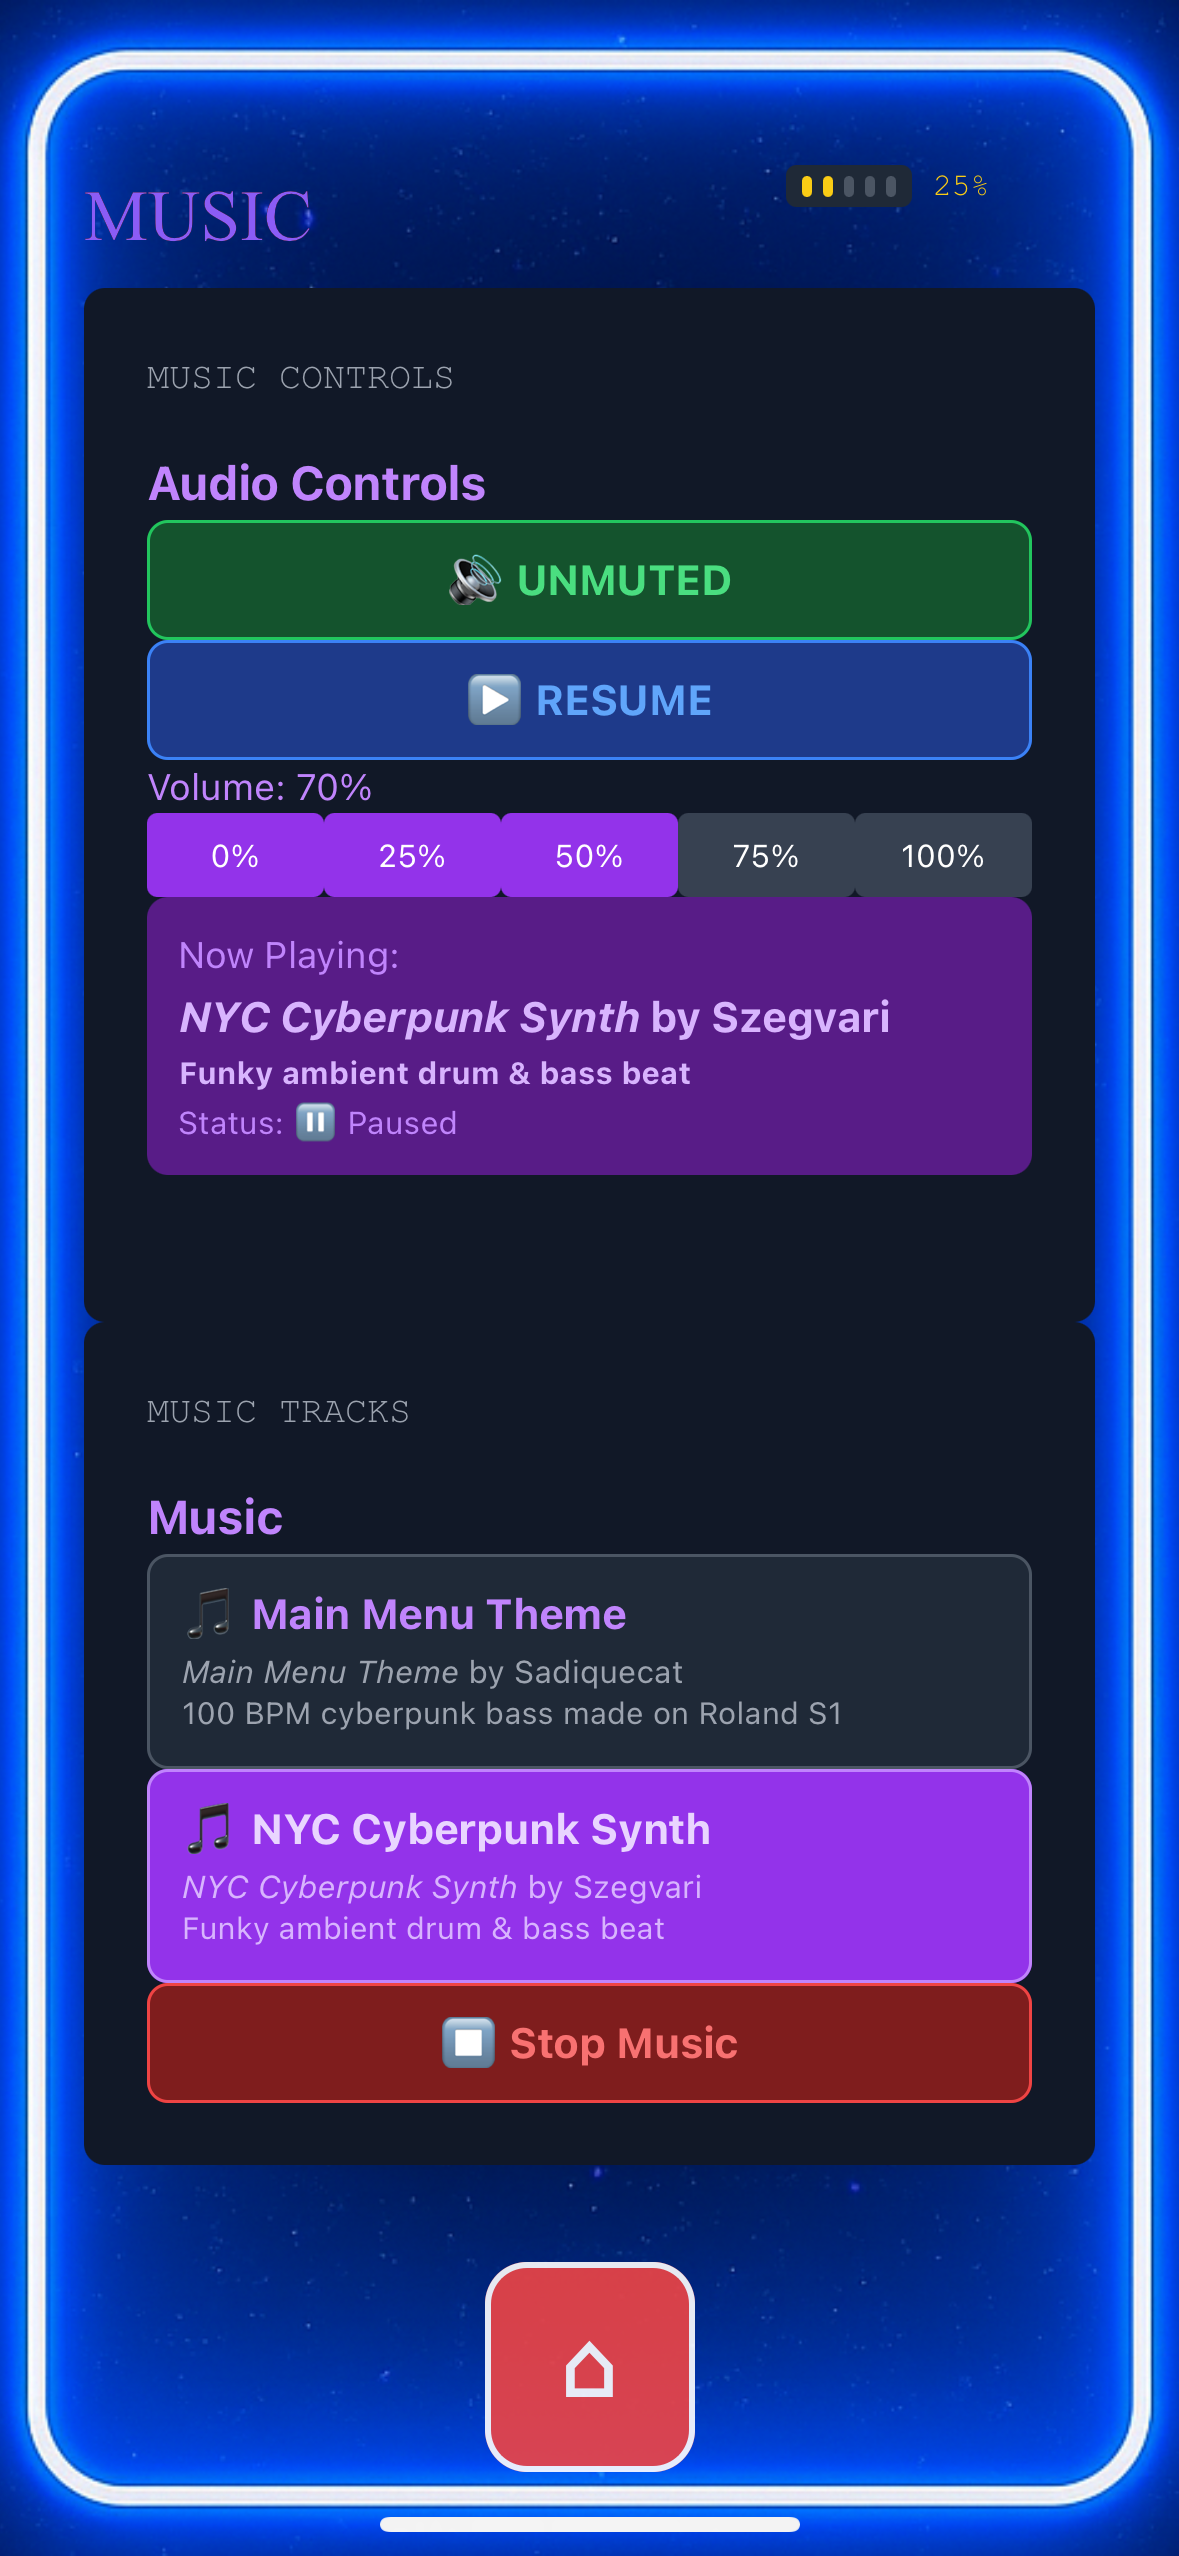 MUSIC
25%
MUSIC CONTROLS
Audio Controls
UNMUTED
RESUME
Volume: 70%
0% 25% 50% 75% 100%
Now Playing:
NYC Cyberpunk Synth by Szegvari
Funky ambient drum & bass beat
Status: ⏸️ Paused
MUSIC TRACKS
Music
🎵 Main Menu Theme
Main Menu Theme by Sadiquecat
100 BPM cyberpunk bass made on Roland S1
🎵 NYC Cyberpunk Synth
NYC Cyberpunk Synth by Szegvari
Funky ambient drum & bass beat
Stop Music